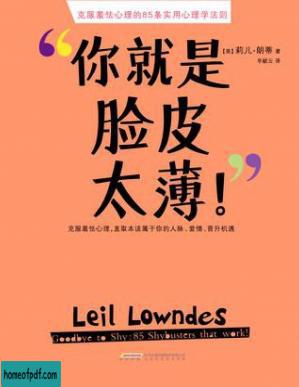 克服羞怯心理的85条实用心理学法则
“你就是
脸皮
太薄!”
[美]莉儿·朗蒂 著
李献云 译
克服羞怯心理,直取本该属于你的人脉、爱情、晋升机遇
Leil Lowndes
Goodbye to Shy: 85 Shybusters that work!
homeofpdf.com